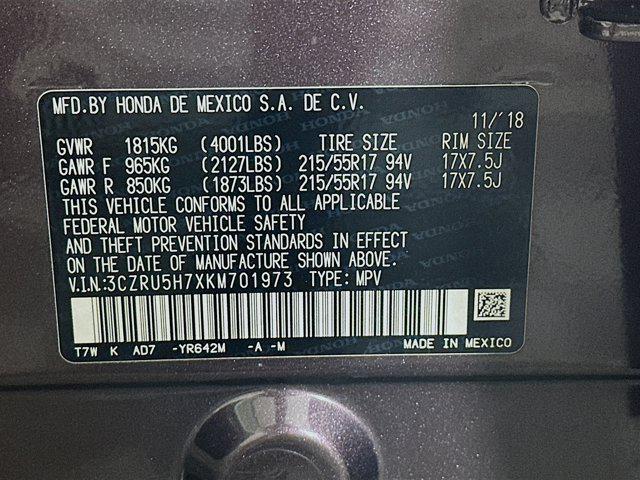 MFD.BY HONDA DE MEXICO S.A. DE C.V.
11/'18
GVWR 1815KG (4001LBS) TIRE SIZE RIM SIZE
GAWR F 965KG (2127LBS) 215/55R17 94V 17X7.5J
GAWR R 850KG (1873LBS) 215/55R17 94V 17X7.5J
THIS VEHICLE CONFORMS TO ALL APPLICABLE
FEDERAL MOTOR VEHICLE SAFETY
AND THEFT PREVENTION STANDARDS IN EFFECT
ON THE DATE OF MANUFACTURE SHOWN ABOVE.
V.I.N:3CZRU5H7XKM701973 TYPE: MPV
T7W K AD7 -YR642M -A -M MADE IN MEXICO